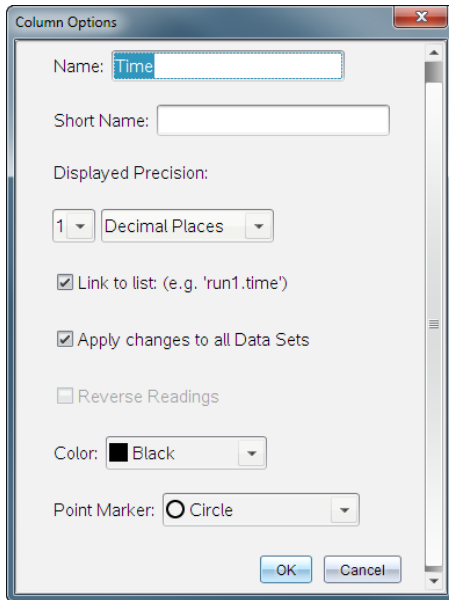 Column Options
Name: Time
Short Name:
Displayed Precision:
1 Decimal Places
Link to list: (e.g. 'run1.time')
Apply changes to all Data Sets
Reverse Readings
Color: Black
Point Marker: Circle
OK Cancel